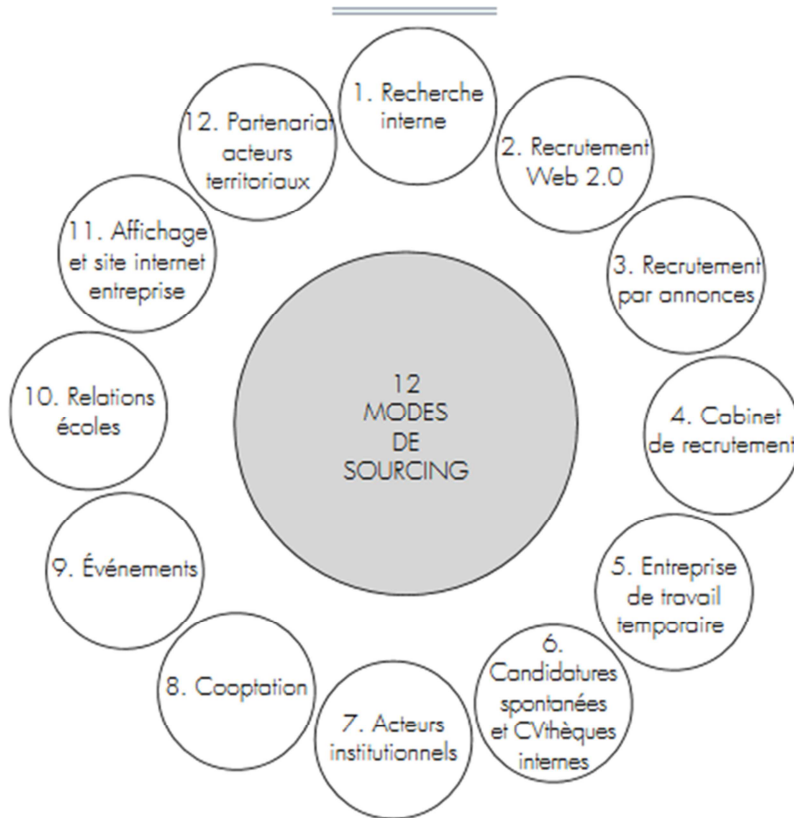 1. Recherche
interne
2. Recrutement
Web 2.0
3. Recrutement
par annonces
4. Cabinet
de recrutement
5. Entreprise
de travail
temporaire
6.
Candidatures
spontanées
et CVthèques
internes
7. Acteurs
institutionnels
8. Cooptation
9. Événements
10. Relations
écoles
11. Affichage
et site internet
entreprise
12. Partenariat
acteurs
territoriaux
12
MODES
DE
SOURCING